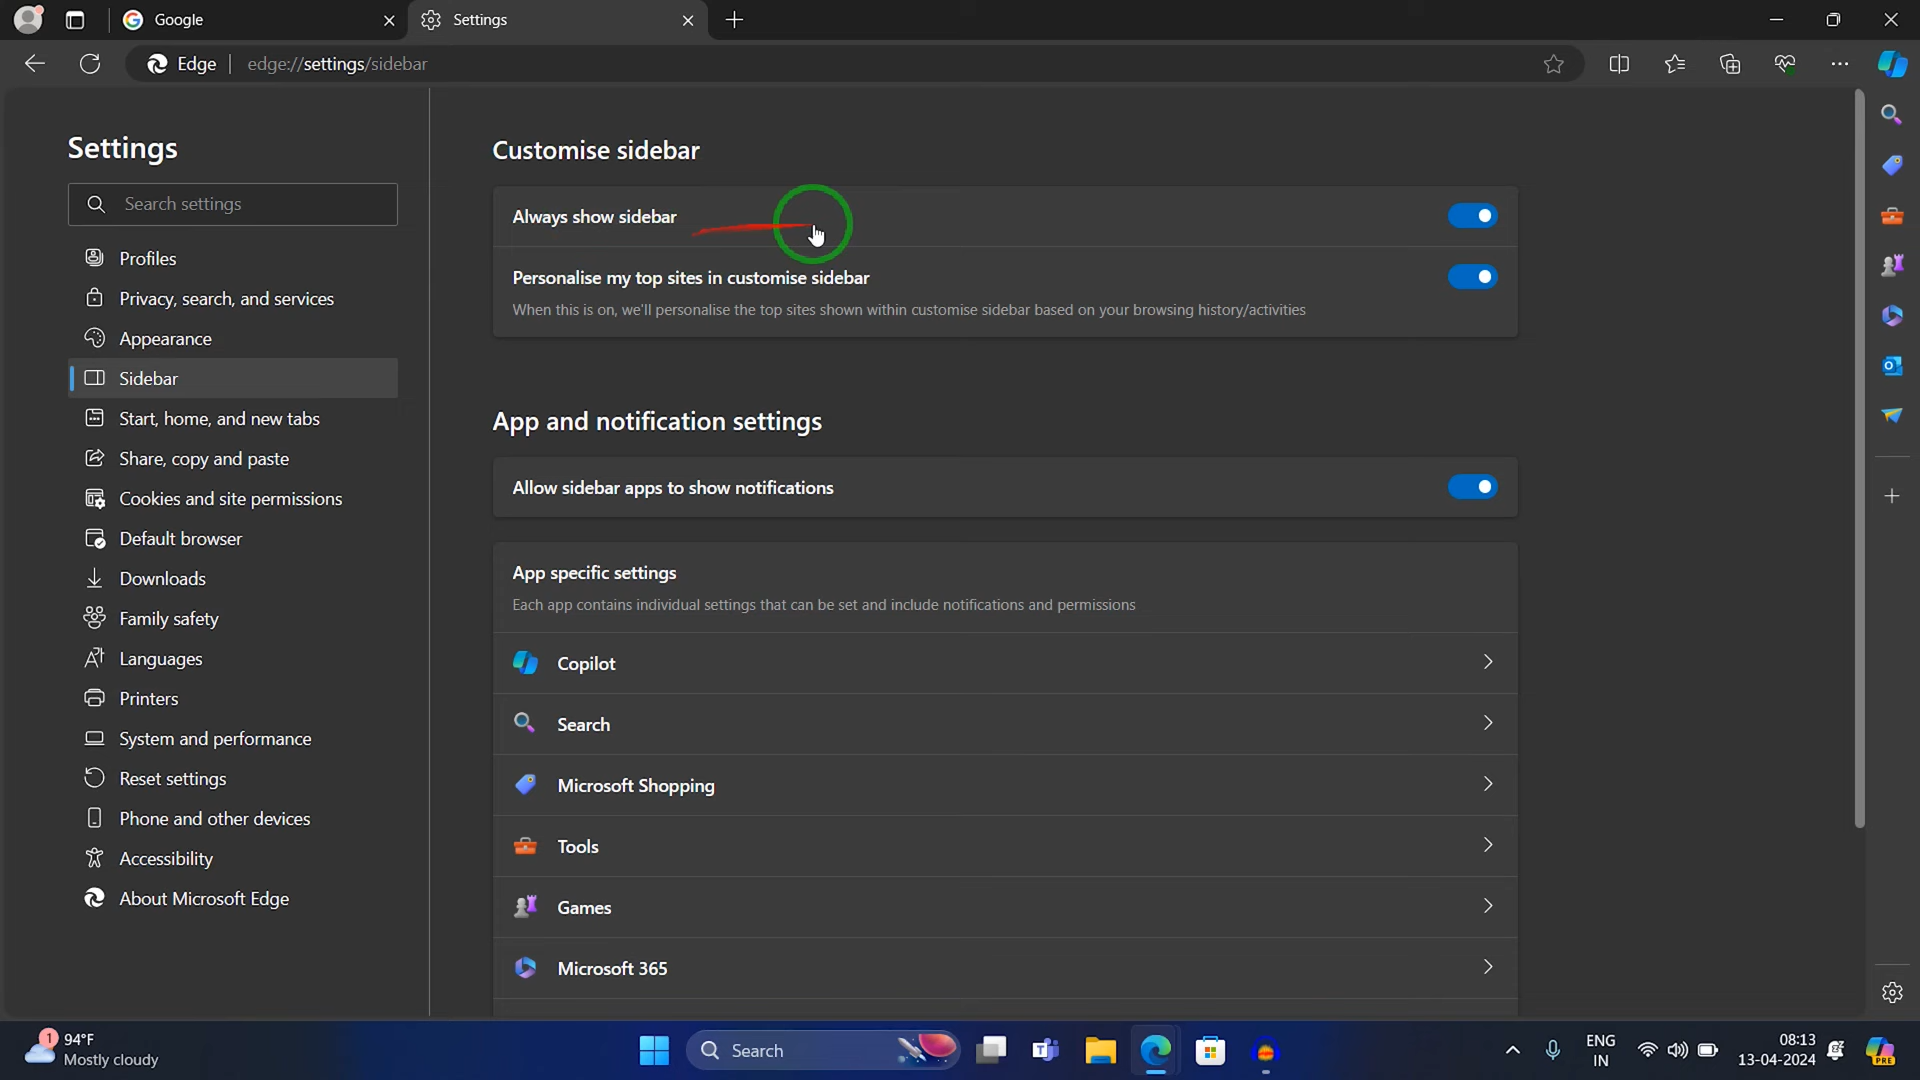 Google
Settings
Edge
edge://settings/sidebar
Settings
Search settings
Profiles
Privacy, search, and services
Appearance
Sidebar
Start, home, and new tabs
Share, copy and paste
Cookies and site permissions
Default browser
Downloads
Family safety
Languages
Printers
System and performance
Reset settings
Phone and other devices
Accessibility
About Microsoft Edge
Customise sidebar
Always show sidebar
Personalise my top sites in customise sidebar
When this is on, we'll personalise the top sites shown within customise sidebar based on your browsing history/activities
App and notification settings
Allow sidebar apps to show notifications
App specific settings
Each app contains individual settings that can be set and include notifications and permissions
Copilot
Search
Microsoft Shopping
Tools
Games
Microsoft 365
1
94°F
Mostly cloudy
Search
ENG
IN
08:13
13-04-2024
PRE